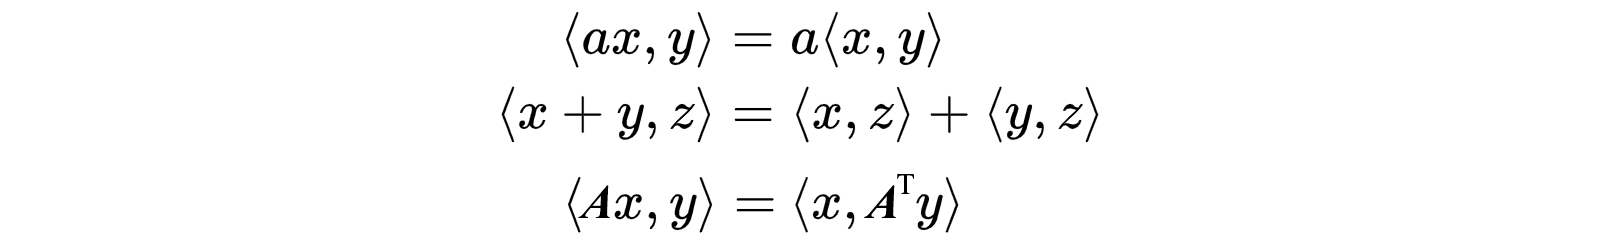 ⟨ax, y⟩ = a⟨x, y⟩
⟨x + y, z⟩ = ⟨x, z⟩ + ⟨y, z⟩
⟨Ax, y⟩ = ⟨x, Aᵀy⟩